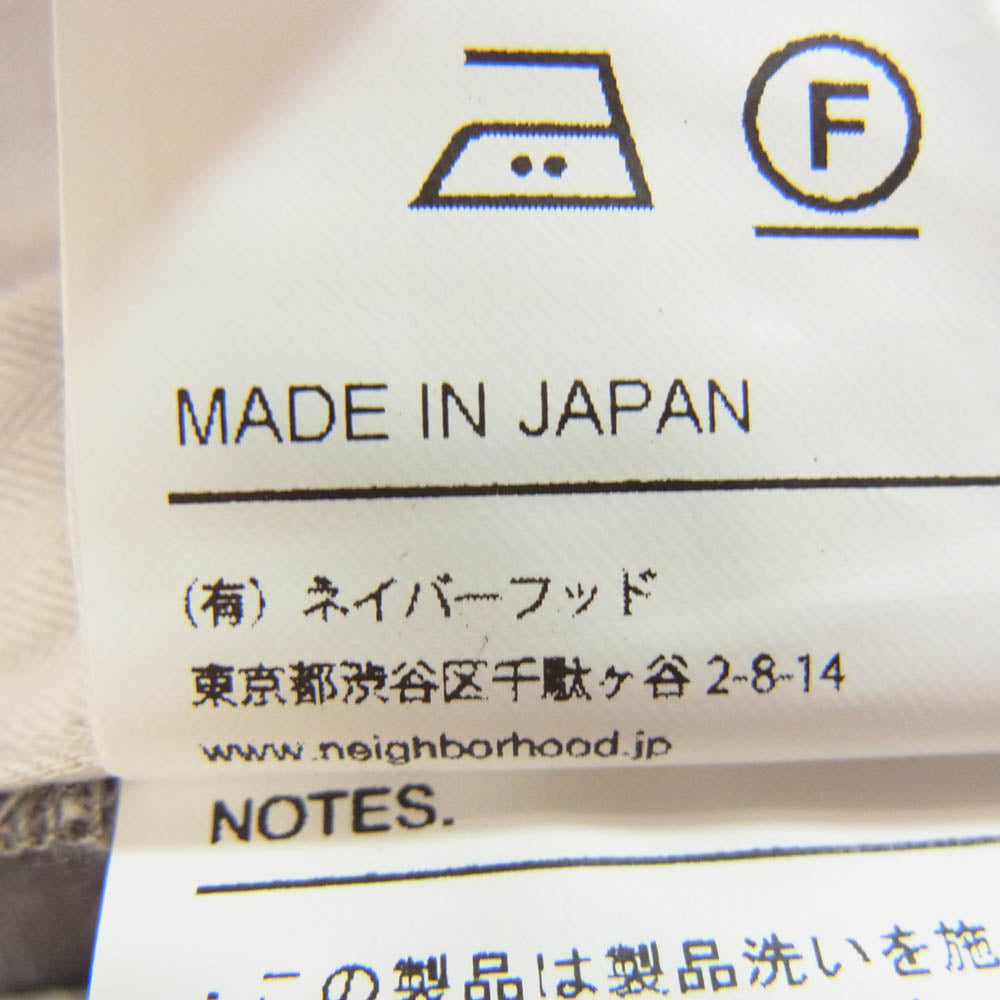 F
MADE IN JAPAN
(有) ネイバーフッド
東京都渋谷区千駄ヶ谷 2-8-14
www.neighborhood.jp
NOTES.
・この製品は製品洗いを施